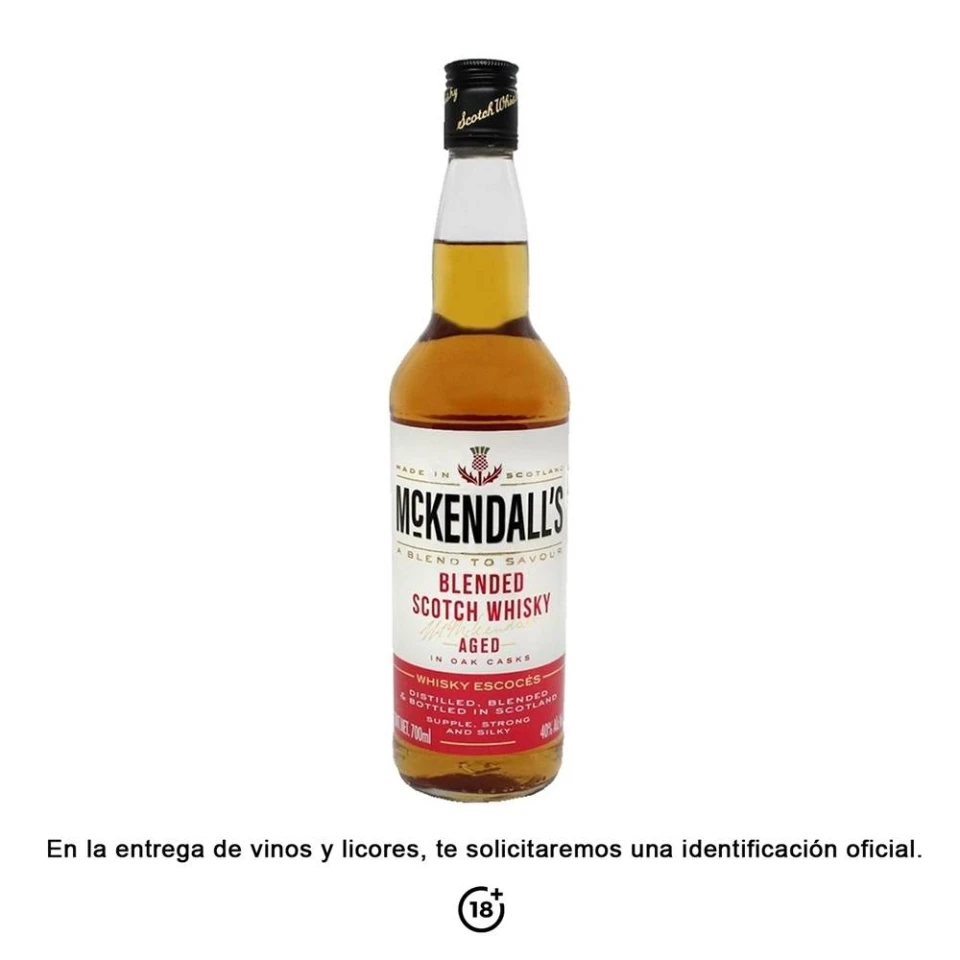 Scotch Whis
MADE IN SCOTLAND
McKENDALL'S
A BLEND TO SAVOUR
BLENDED
SCOTCH WHISKY
AGED
IN OAK CASKS
WHISKY ESCOCÉS
DISTILLED, BLENDED
& BOTTLED IN SCOTLAND
SUPPLE, STRONG
AND SILKY
700ml
40%
En la entrega de vinos y licores, te solicitaremos una identificación oficial.
18+